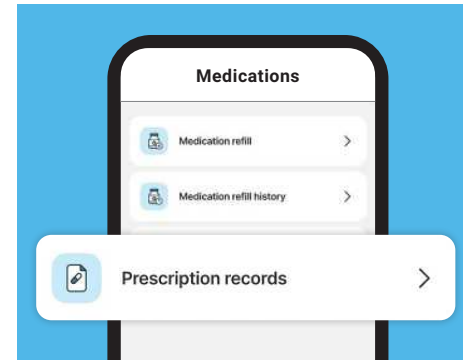 Medications
Medication refill
Medication refill history
Prescription records